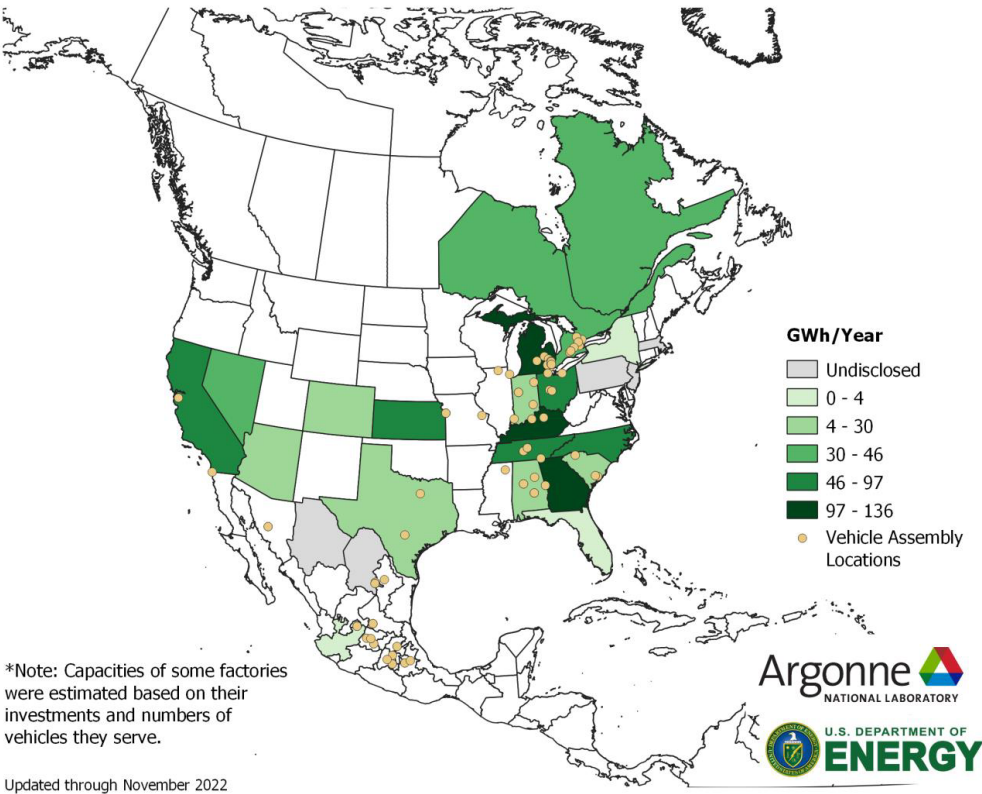 GWh/Year
Undisclosed
0 - 4
4 - 30
30 - 46
46 - 97
97 - 136
Vehicle Assembly
Locations
*Note: Capacities of some factories
were estimated based on their
investments and numbers of
vehicles they serve.
Updated through November 2022
Argonne
NATIONAL LABORATORY
U.S. DEPARTMENT OF
ENERGY